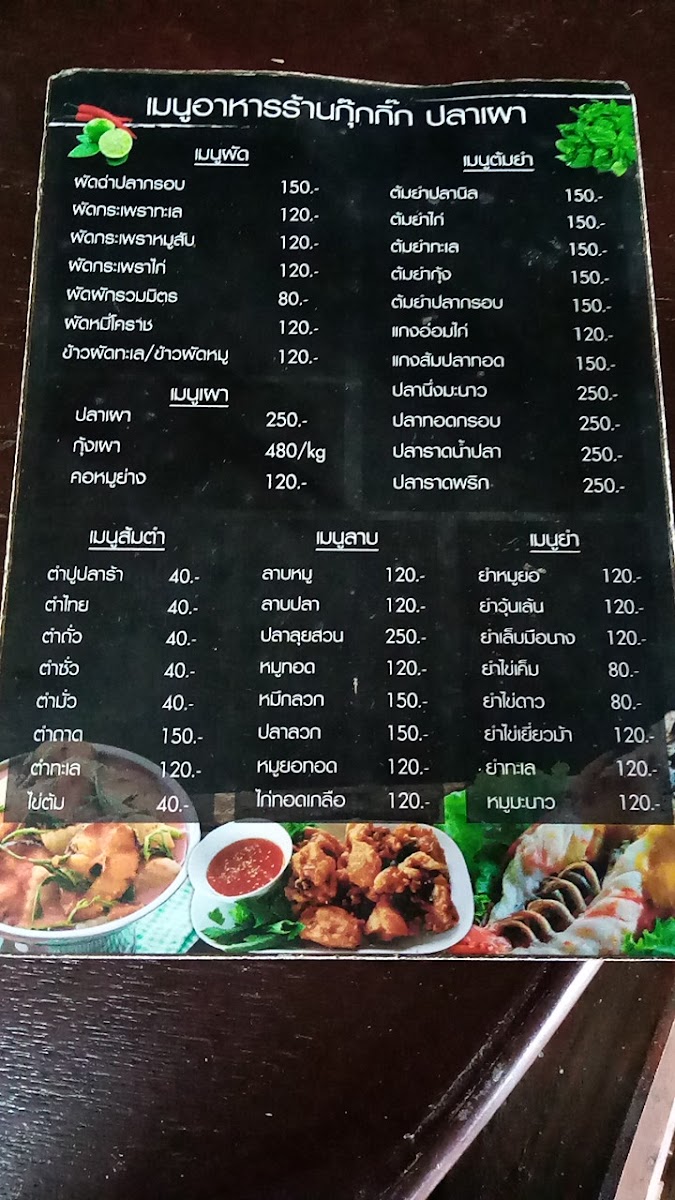 เมนูอาหารร้านกุ๊กกิ๊ก ปลาเผา
เมนูผัด
ผัดฉ่าปลากรอบ 150.-
ผัดกระเพราทะเล 120.-
ผัดกระเพราหมูสับ 120.-
ผัดกระเพราไก่ 120.-
ผัดผักรวมมิตร 80.-
ผัดหมี่โคราช 120.-
ข้าวผัดทะเล/ข้าวผัดหมู 120.-
เมนูต้มยำ
ต้มยำปลานิล 150.-
ต้มยำไก่ 150.-
ต้มยำทะเล 150.-
ต้มยำกุ้ง 150.-
ต้มยำปลากรอบ 150.-
แกงอ่อมไก่ 120.-
แกงส้มปลาทอด 150.-
ปลานึ่งมะนาว 250.-
ปลาทอดกรอบ 250.-
ปลาราดน้ำปลา 250.-
ปลาราดพริก 250.-
เมนูเผา
ปลาเผา 250.-
กุ้งเผา 480/kg
คอหมูย่าง 120.-
เมนูส้มตำ
ตำปูปลาร้า 40.-
ตำไทย 40.-
ตำถั่ว 40.-
ตำซั่ว 40.-
ตำมั่ว 40.-
ตำถาด 150.-
ตำทะเล 120.-
ไข่ต้ม 40.-
เมนูลาบ
ลาบหมู 120.-
ลาบปลา 120.-
ปลาลุยสวน 250.-
หมูทอด 120.-
หมึกลวก 150.-
ปลาลวก 150.-
หมูยอทอด 120.-
ไก่ทอดเกลือ 120.-
เมนูยำ
ยำหมูยอ 120.-
ยำวุ้นเส้น 120.-
ยำเล็บมือนาง 120.-
ยำไข่เค็ม 80.-
ยำไข่ดาว 80.-
ยำไข่เยี่ยวม้า 120.-
ยำทะเล 120.-
หมูมะนาว 120.-